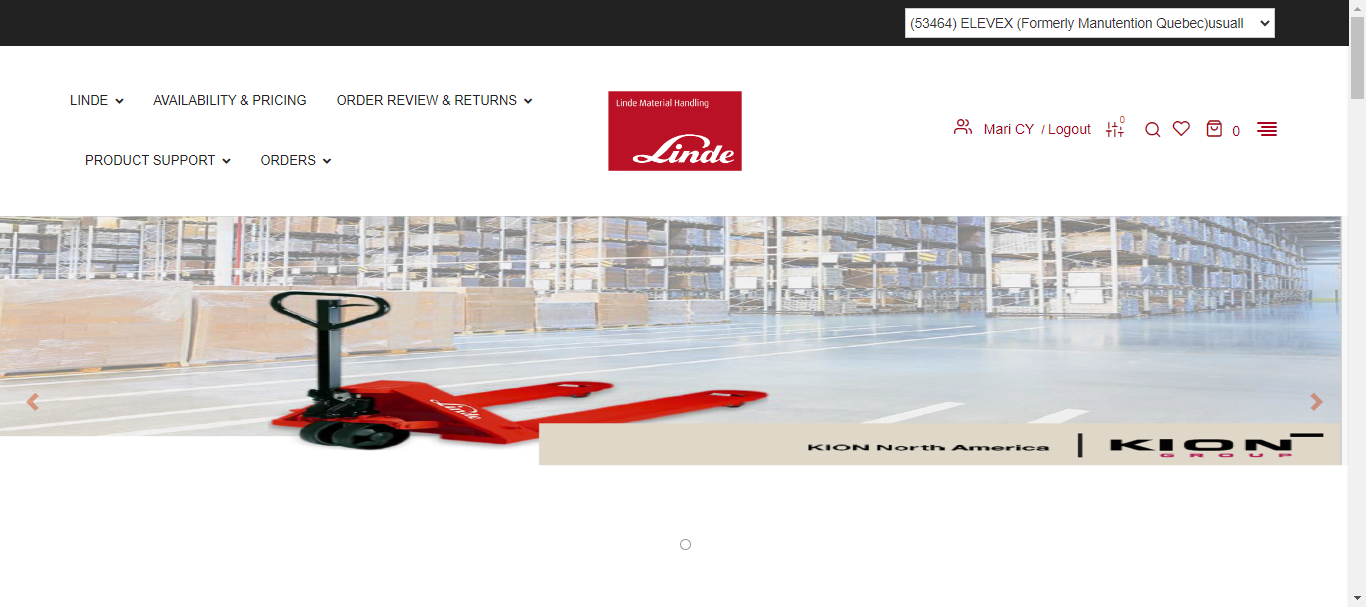 (53464) ELEVEX (Formerly Manutention Quebec)usuall
LINDE
AVAILABILITY & PRICING
ORDER REVIEW & RETURNS
PRODUCT SUPPORT
ORDERS
Linde Material Handling
Linde
Mari CY / Logout
0
0
Linde
KION North America
KION
GROUP